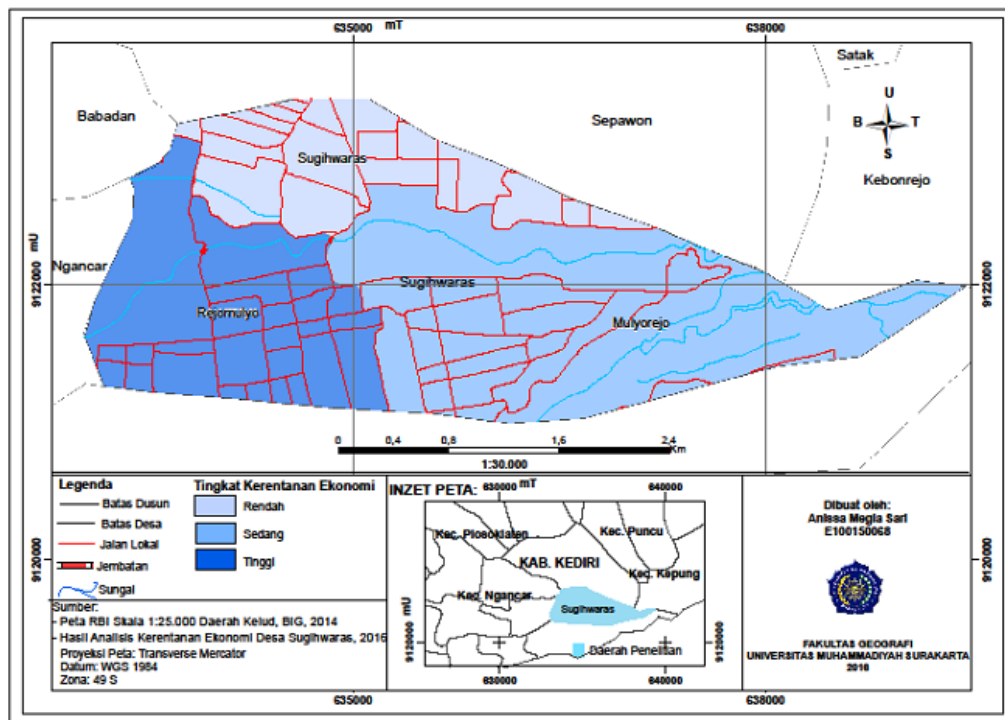 635000 mT
638000
Babadan
Sepawon
Satak
U
B T
S
Kebonrejo
Sugihwaras
Ngancar
9122000 mU
Sugihwaras
9122000
Rejomulyo
Mulyorejo
0 0,4 0,8 1,6 2,4
Km
1:30.000
Legenda
Batas Dusun
Batas Desa
Jalan Lokal
Jembatan
Sungai
Tingkat Kerentanan Ekonomi
Rendah
Sedang
Tinggi
Sumber:
- Peta RBI Skala 1:25.000 Daerah Kelud, BIG, 2014
- Hasil Analisis Kerentanan Ekonomi Desa Sugihwaras, 2016
Proyeksi Peta: Transverse Mercator
Datum: WGS 1984
Zona: 49 S
INZET PETA:
630000 mT
640000
Kec. Plosoklaten
Kec. Puncu
KAB. KEDIRI
Kec. Kepung
Kec. Ngancar
Sugihwaras
mU
9120000
9120000
Daerah Penelitian
630000
640000
Dibuat oleh:
Anissa Megia Sari
E100150068
FAKULTAS GEOGRAFI
UNIVERSITAS MUHAMMADIYAH SURAKARTA
2016
9120000
9120000
635000
638000